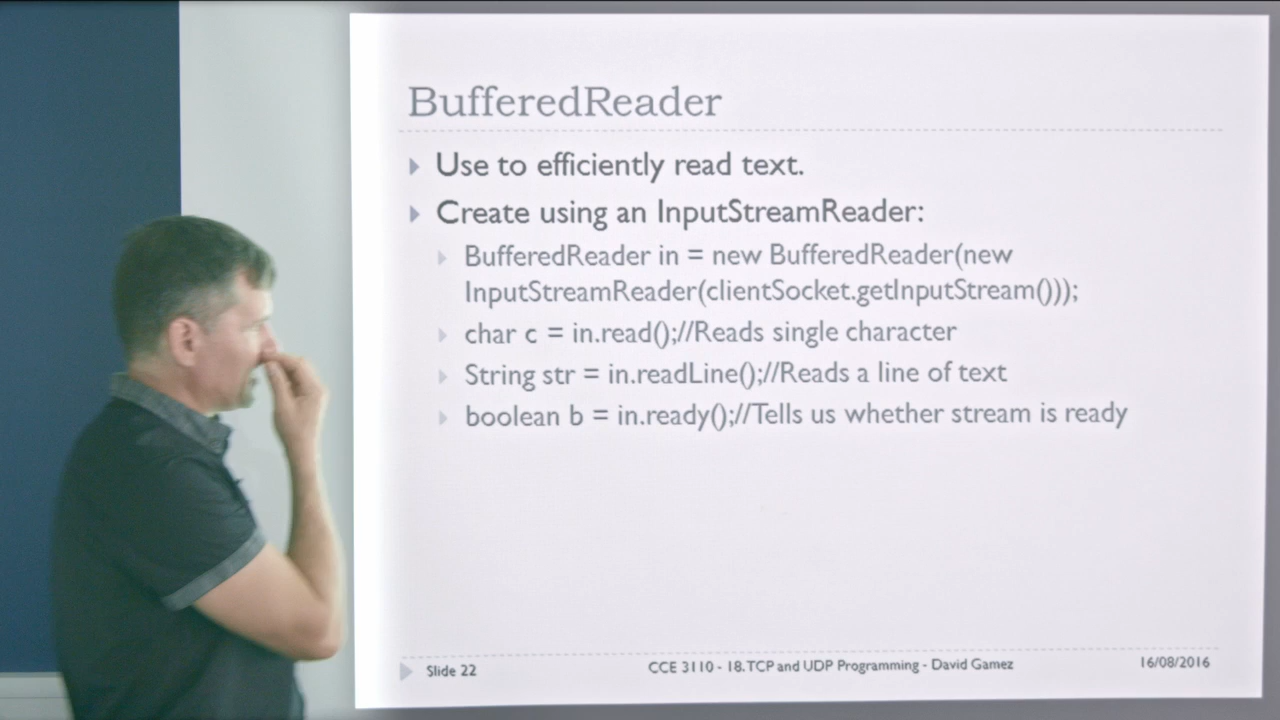 BufferedReader
Use to efficiently read text.
Create using an InputStreamReader:
BufferedReader in = new BufferedReader(new
InputStreamReader(clientSocket.getInputStream()));
char c = in.read();//Reads single character
String str = in.readLine();//Reads a line of text
boolean b = in.ready();//Tells us whether stream is ready
Slide 22
CCE 3110 - 18. TCP and UDP Programming - David Gamez
16/08/2016